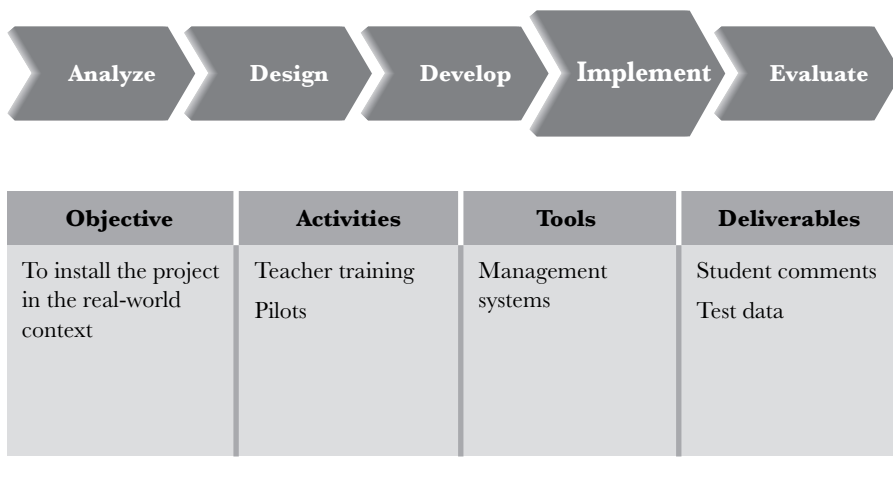 Analyze
Design
Develop
Implement
Evaluate
Objective
Activities
Tools
Deliverables
To install the project
in the real-world
context
Teacher training
Pilots
Management
systems
Student comments
Test data